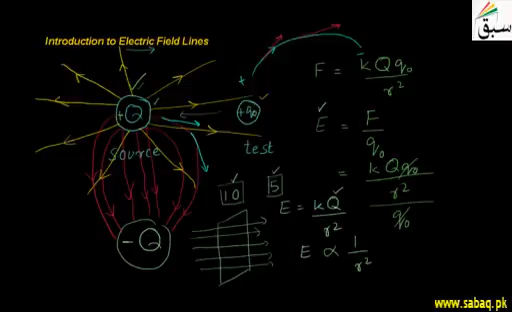 Introduction to Electric Field Lines
سبق
+Q
+q₀
Source
test
-Q
F = kQq₀/r²
E = F/q₀
= kQq₀/r²/q₀
10 5
E = kQ/r²
E ∝ 1/r²
www.sabaq.pk